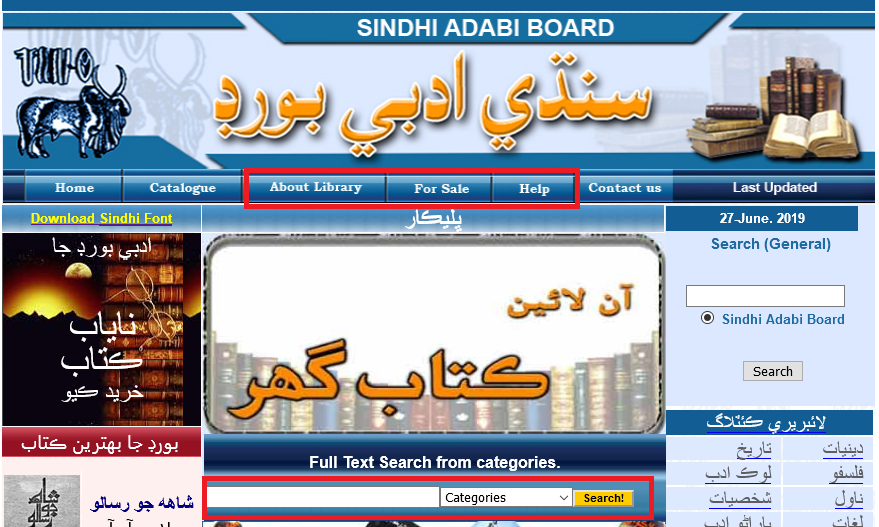 SINDHI ADABI BOARD
سنڌي ادبي بورڊ
Home
Catalogue
About Library
For Sale
Help
Contact us
Last Updated
Download Sindhi Font
ڀليڪار
27-June. 2019
ادبي بورڊ جا
ناياب
ڪتاب
خريد ڪيو
آن لائين
ڪتاب گهر
Search (General)
Sindhi Adabi Board
Search
لائبريري ڪئٽلاگ
دينيات
تاريخ
فلسفو
لوڪ ادب
ناول
شخصيات
لغات
ٻاراڻو ادب
بورڊ جا بهترين ڪتاب
شاهه جو رسالو
Full Text Search from categories.
Categories
Search!